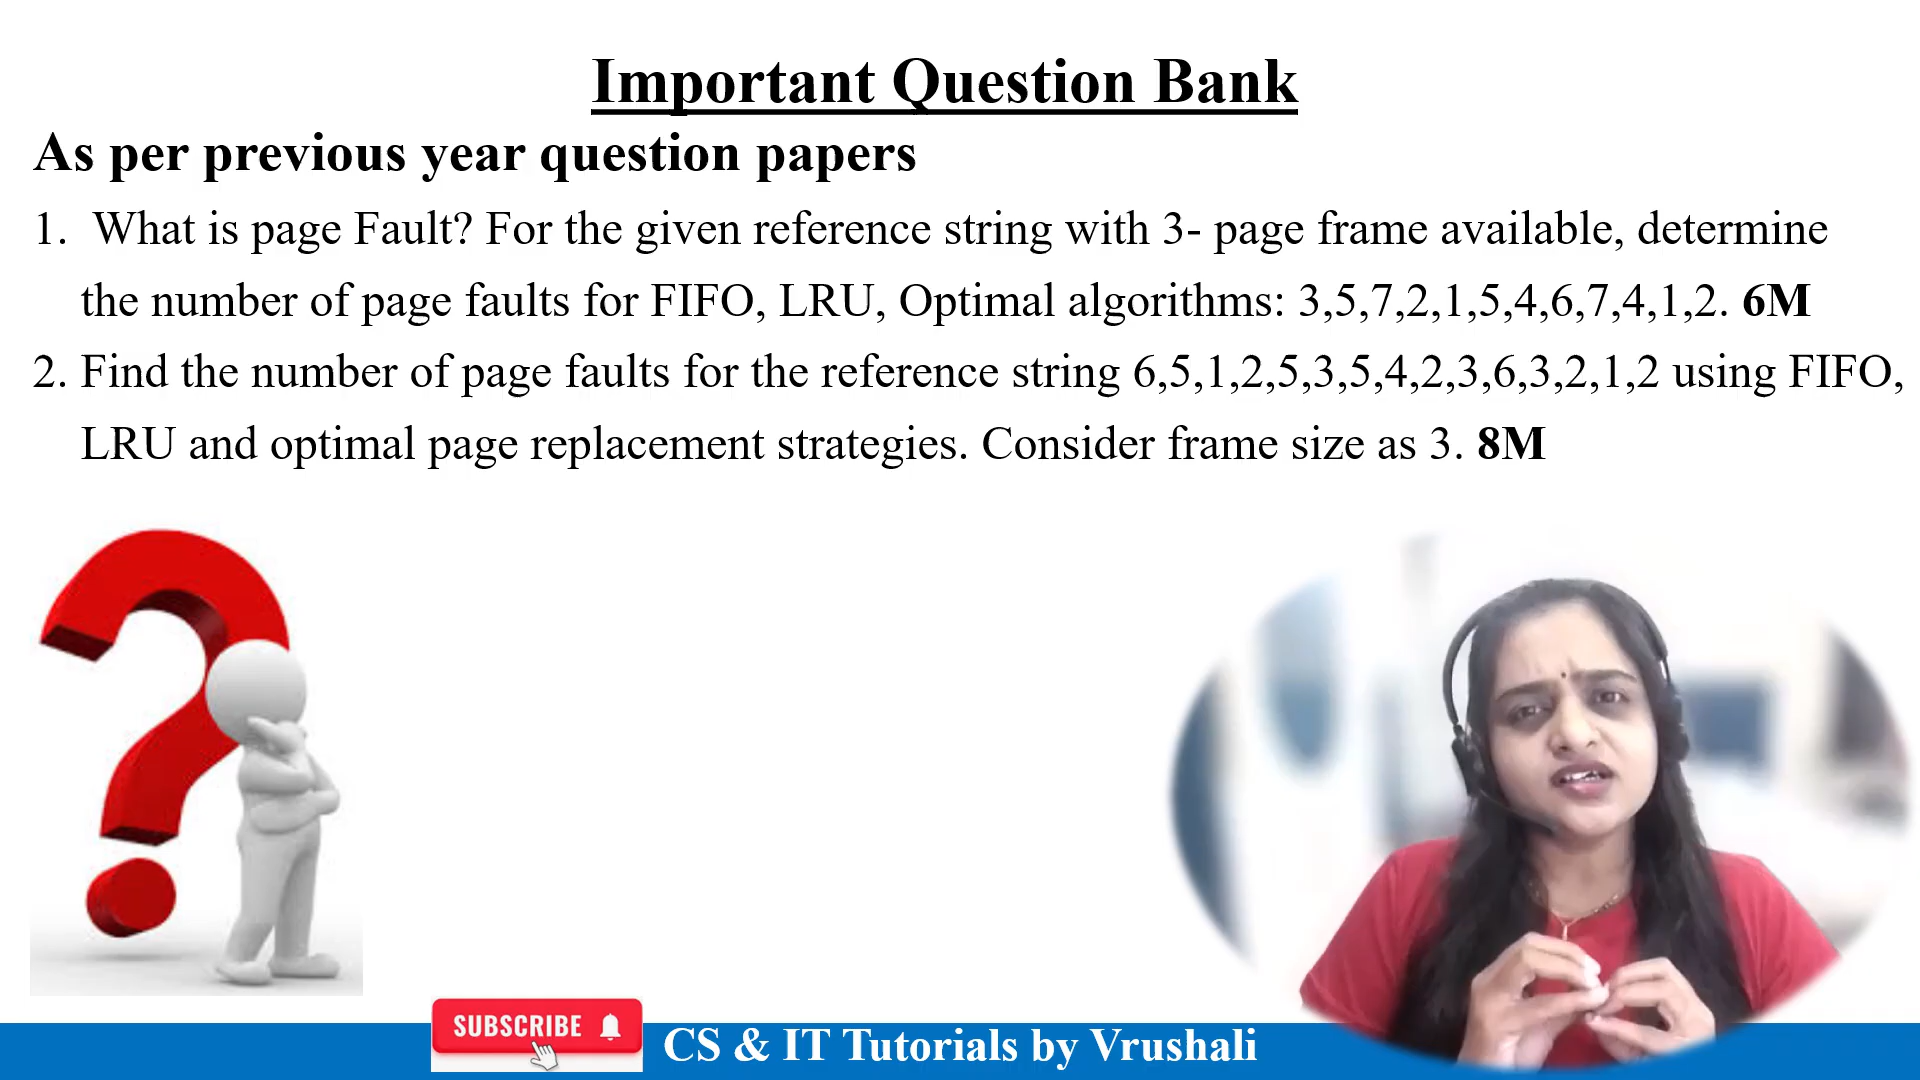 Important Question Bank
As per previous year question papers
1. What is page Fault? For the given reference string with 3- page frame available, determine
the number of page faults for FIFO, LRU, Optimal algorithms: 3,5,7,2,1,5,4,6,7,4,1,2. 6M
2. Find the number of page faults for the reference string 6,5,1,2,5,3,5,4,2,3,6,3,2,1,2 using FIFO,
LRU and optimal page replacement strategies. Consider frame size as 3. 8M
SUBSCRIBE
CS & IT Tutorials by Vrushali